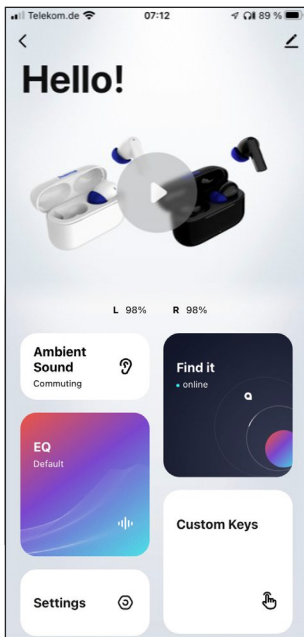 Telekom.de 07:12 89 %
Hello!
L 98% R 98%
Ambient
Sound
Commuting
Find it
online
EQ
Default
Custom Keys
Settings